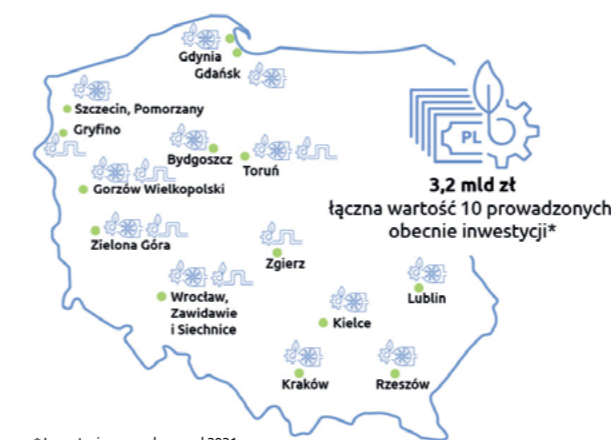 Gdynia
Gdańsk
Szczecin, Pomorzany
Gryfino
Bydgoszcz
Toruń
Gorzów Wielkopolski
Zielona Góra
Zgierz
Wrocław,
Zawidawie
i Siechnice
Kielce
Lublin
Kraków
Rzeszów
PL
3,2 mld zł
łączna wartość 10 prowadzonych
obecnie inwestycji*